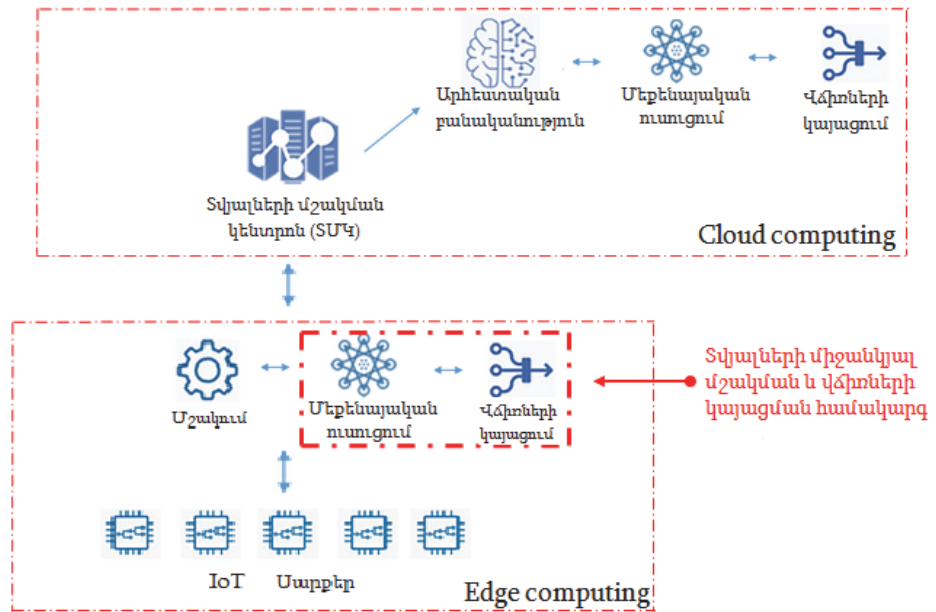 Արհեստական
բանականություն
Մեքենայական
ուսուցում
Վճիռների
կայացում
Տվյալների մշակման
կենտրոն (ՏՄԿ)
Cloud computing
Մշակում
Մեքենայական
ուսուցում
Վճիռների
կայացում
Տվյալների միջանկյալ
մշակման և վճիռների
կայացման համակարգ
IoT Սարքեր
Edge computing